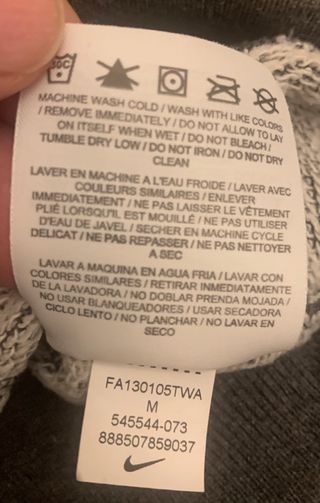 30C
MACHINE WASH COLD / WASH WITH LIKE COLORS
/ REMOVE IMMEDIATELY / DO NOT ALLOW TO LAY
ON ITSELF WHEN WET / DO NOT BLEACH /
TUMBLE DRY LOW / DO NOT IRON / DO NOT DRY
CLEAN
LAVER EN MACHINE A L'EAU FROIDE / LAVER AVEC
COULEURS SIMILAIRES / ENLEVER
IMMEDIATEMENT / NE PAS LAISSER LE VÊTEMENT
PLIÉ LORSQU'IL EST MOUILLÉ / NE PAS UTILISER
D'EAU DE JAVEL / SECHER EN MACHINE CYCLE
DELICAT / NE PAS REPASSER / NE PAS NETTOYER
A SEC
LAVAR A MAQUINA EN AGUA FRIA / LAVAR CON
COLORES SIMILARES / RETIRAR INMEDIATAMENTE
DE LA LAVADORA / NO DOBLAR PRENDA MOJADA /
NO USAR BLANQUEADORES / USAR SECADORA
CICLO LENTO / NO PLANCHAR / NO LAVAR EN
SECO
FA130105TWA
M
545544-073
888507859037